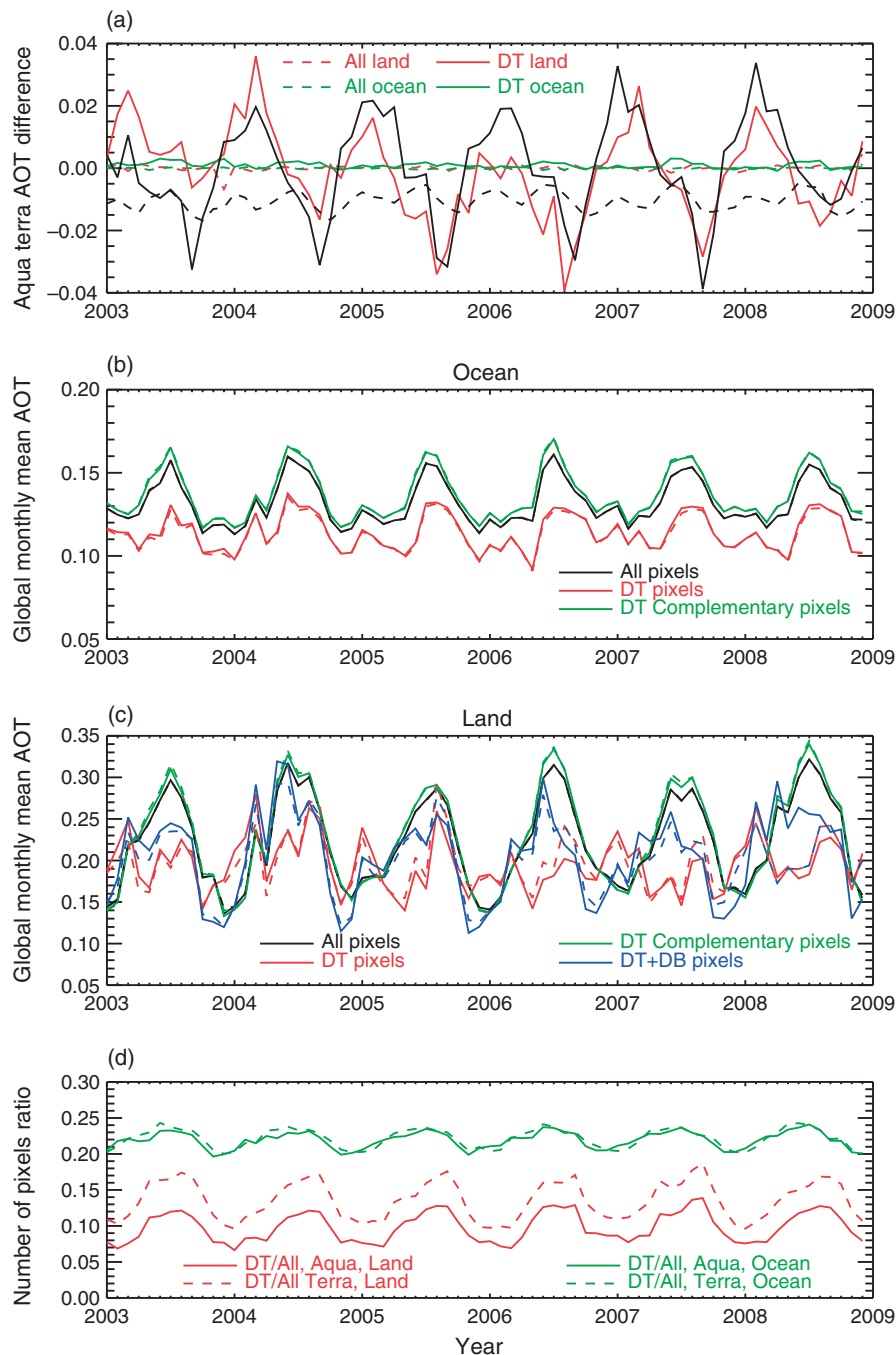 (a)
Aqua terra AOT difference
0.04
0.02
0.00
−0.02
−0.04
All land
DT land
All ocean
DT ocean
2003 2004 2005 2006 2007 2008 2009
(b)
Ocean
Global monthly mean AOT
0.20
0.15
0.10
0.05
All pixels
DT pixels
DT Complementary pixels
2003 2004 2005 2006 2007 2008 2009
(c)
Land
Global monthly mean AOT
0.35
0.30
0.25
0.20
0.15
0.10
0.05
All pixels
DT pixels
DT Complementary pixels
DT+DB pixels
2003 2004 2005 2006 2007 2008 2009
(d)
Number of pixels ratio
0.30
0.25
0.20
0.15
0.10
0.05
0.00
DT/All, Aqua, Land
DT/All Terra, Land
DT/All, Aqua, Ocean
DT/All, Terra, Ocean
2003 2004 2005 2006 2007 2008 2009
Year